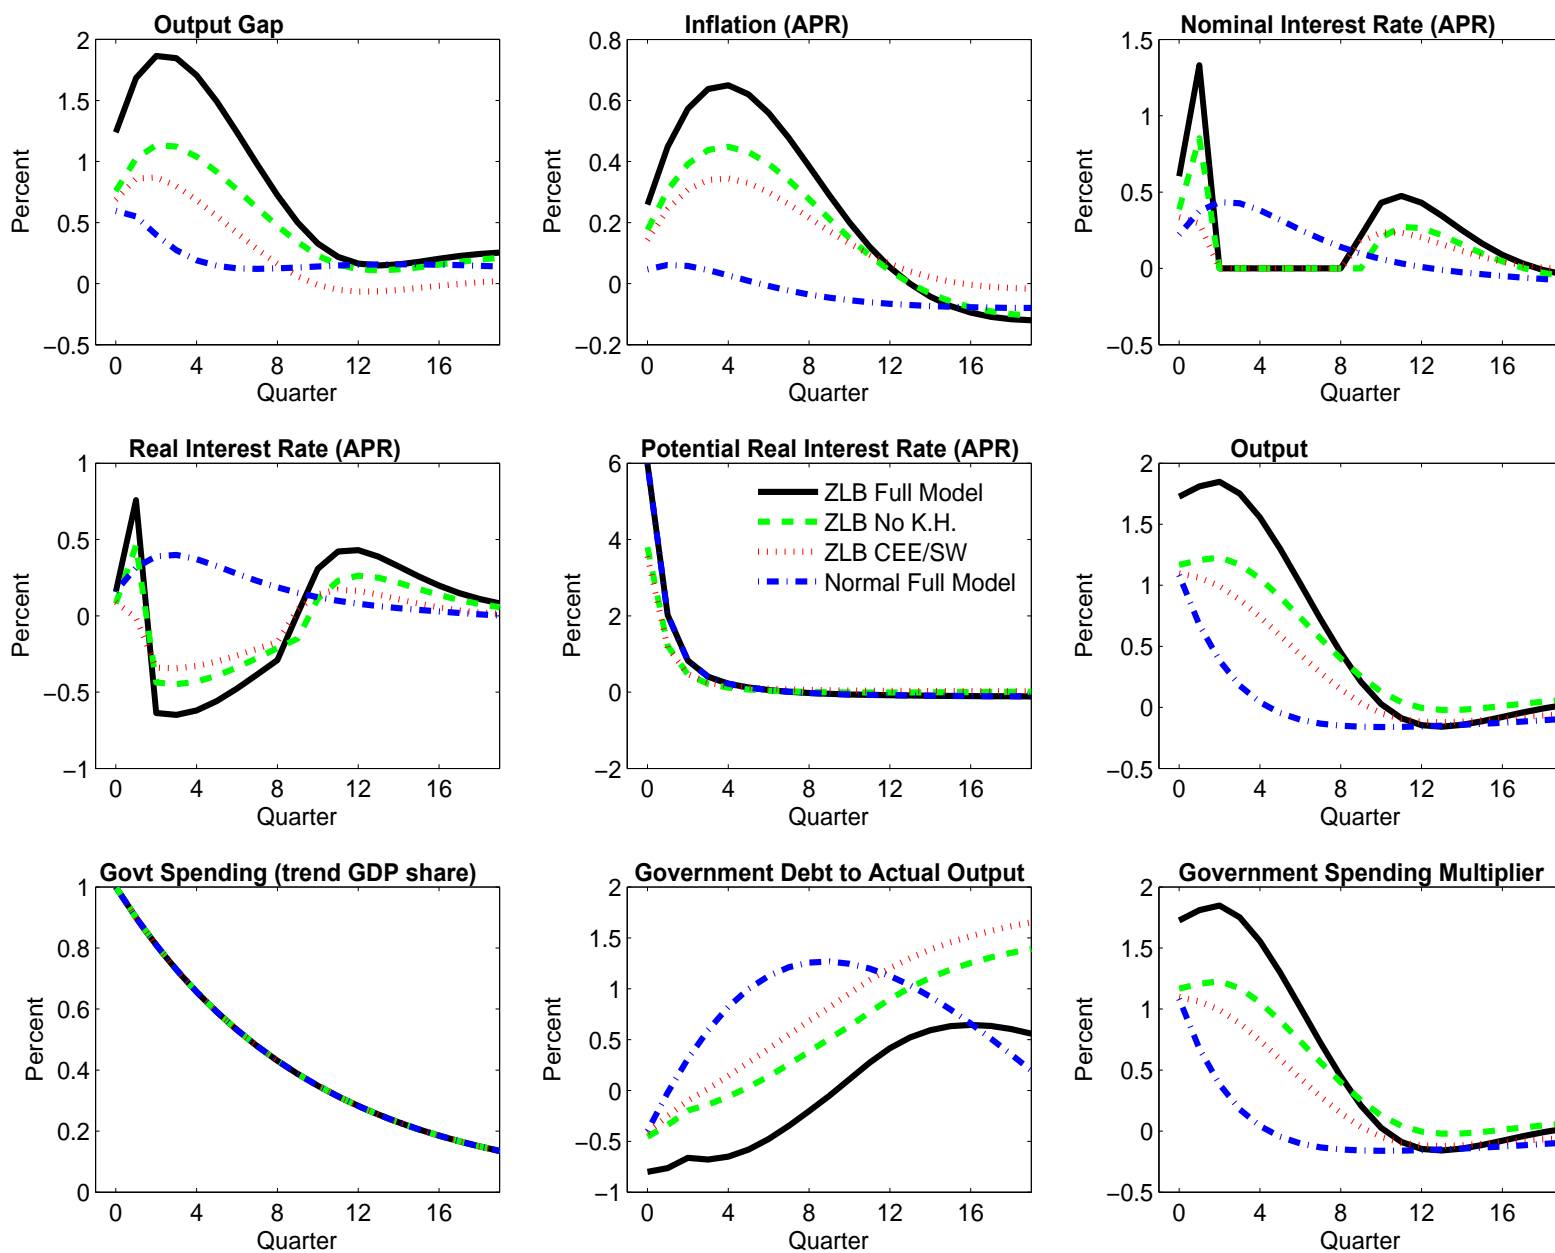 Output Gap
Percent
2
1.5
1
0.5
0
−0.5
0 4 8 12 16
Quarter
Inflation (APR)
Percent
0.8
0.6
0.4
0.2
0
−0.2
0 4 8 12 16
Quarter
Nominal Interest Rate (APR)
Percent
1.5
1
0.5
0
−0.5
0 4 8 12 16
Quarter
Real Interest Rate (APR)
Percent
1
0.5
0
−0.5
−1
0 4 8 12 16
Quarter
Potential Real Interest Rate (APR)
Percent
6
4
2
0
−2
ZLB Full Model
ZLB No K.H.
ZLB CEE/SW
Normal Full Model
0 4 8 12 16
Quarter
Output
Percent
2
1.5
1
0.5
0
−0.5
0 4 8 12 16
Quarter
Govt Spending (trend GDP share)
Percent
1
0.8
0.6
0.4
0.2
0
0 4 8 12 16
Quarter
Government Debt to Actual Output
Percent
2
1.5
1
0.5
0
−0.5
−1
0 4 8 12 16
Quarter
Government Spending Multiplier
Percent
2
1.5
1
0.5
0
−0.5
0 4 8 12 16
Quarter